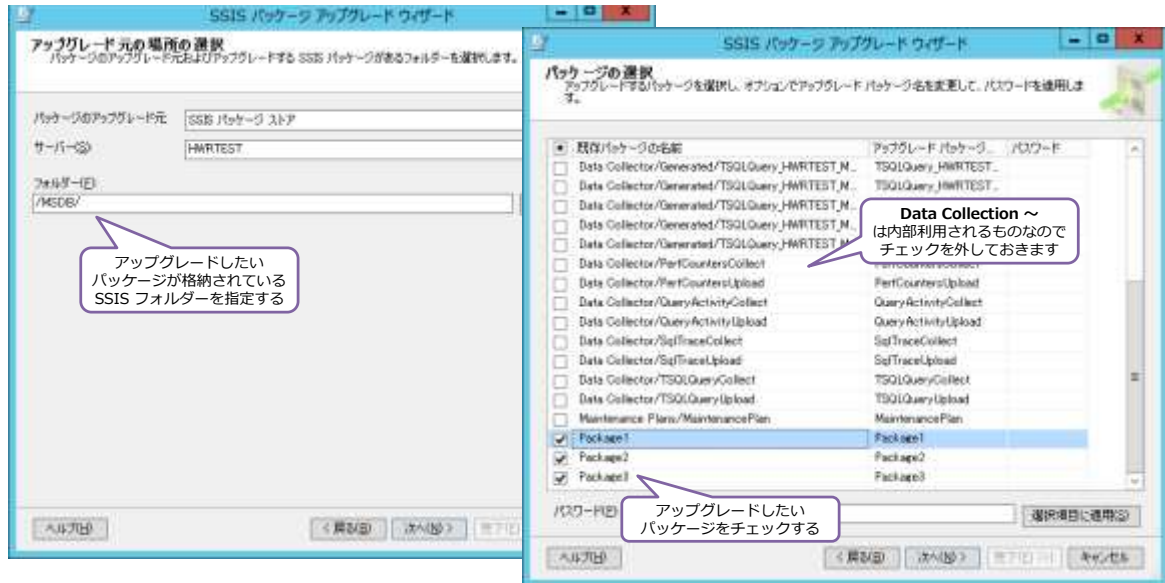 SSIS パッケージ アップグレード ウィザード
アップグレード元の場所の選択
パッケージのアップグレード元およびアップグレードする SSIS パッケージがあるフォルダーを選択します。
パッケージのアップグレード元 SSIS パッケージ ストア
サーバー(S) HWRTEST
フォルダー(E)
/MSDB/
アップグレードしたい
パッケージが格納されている
SSIS フォルダーを指定する
ヘルプ(H) < 戻る(B) 次へ(N) >
SSIS パッケージ アップグレード ウィザード
パッケージの選択
アップグレードするパッケージを選択し、オプションでアップグレード パッケージ名を変更して、パスワードを適用しま
す。
既存パッケージの名前 アップグレード パッケージ... パスワード
Data Collector/Generated/TSQLQuery_HWRTEST_M... TSQLQuery_HWRTEST...
Data Collector/Generated/TSQLQuery_HWRTEST_M... TSQLQuery_HWRTEST...
Data Collector/Generated/TSQLQuery_HWRTEST_M...
Data Collector/Generated/TSQLQuery_HWRTEST_M...
Data Collector/Generated/TSQLQuery_HWRTEST_M...
Data Collection ～
は内部利用されるものなので
チェックを外しておきます
Data Collector/PerfCountersCollect PerfCountersCollect
Data Collector/PerfCountersUpload PerfCountersUpload
Data Collector/QueryActivityCollect QueryActivityCollect
Data Collector/QueryActivityUpload QueryActivityUpload
Data Collector/SqlTraceCollect SqlTraceCollect
Data Collector/SqlTraceUpload SqlTraceUpload
Data Collector/TSQLQueryCollect TSQLQueryCollect
Data Collector/TSQLQueryUpload TSQLQueryUpload
Maintenance Plans/MaintenancePlan MaintenancePlan
Package1 Package1
Package2 Package2
Package3 Package3
アップグレードしたい
パッケージをチェックする
パスワード(E) 選択項目に適用(S)
ヘルプ(H) < 戻る(B) 次へ(N) > キャンセル